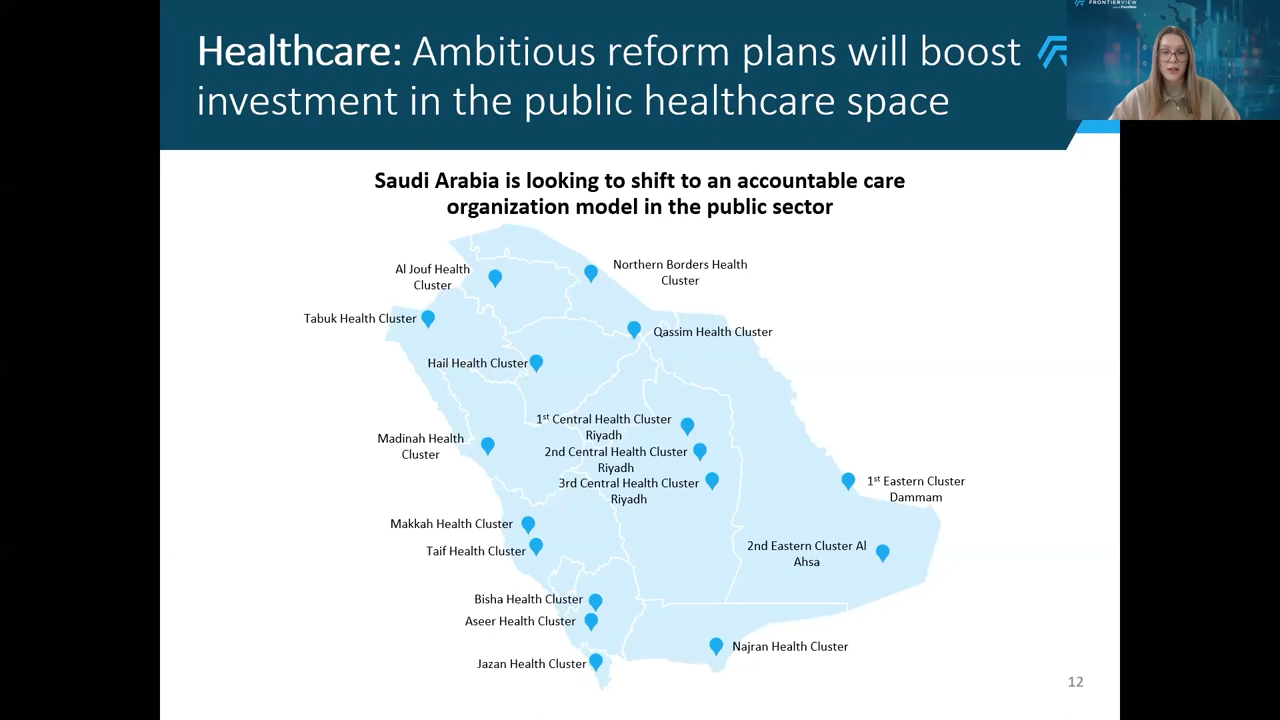 Healthcare: Ambitious reform plans will boost
investment in the public healthcare space
FRONTIERVIEW
Saudi Arabia is looking to shift to an accountable care
organization model in the public sector
Al Jouf Health
Cluster
Northern Borders Health
Cluster
Tabuk Health Cluster
Qassim Health Cluster
Hail Health Cluster
1st Central Health Cluster
Riyadh
Madinah Health
Cluster
2nd Central Health Cluster
Riyadh
3rd Central Health Cluster
Riyadh
1st Eastern Cluster
Dammam
Makkah Health Cluster
Taif Health Cluster
2nd Eastern Cluster Al
Ahsa
Bisha Health Cluster
Aseer Health Cluster
Najran Health Cluster
Jazan Health Cluster
12